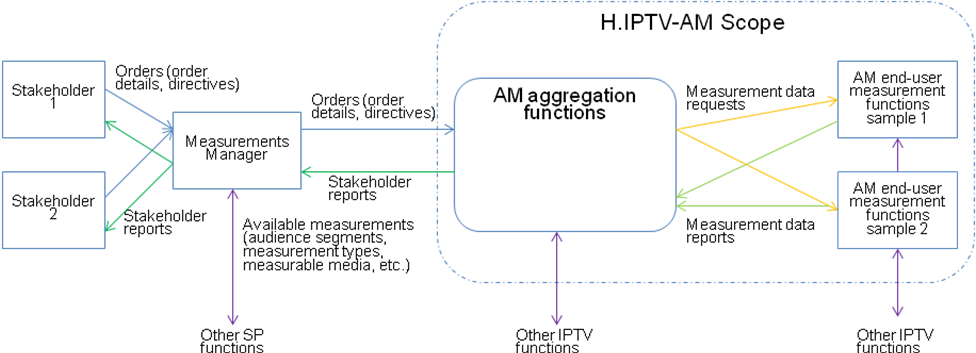 H.IPTV-AM Scope
Stakeholder
1
Orders (order
details, directives)
Measurements
Manager
Orders (order
details, directives)
AM aggregation
functions
Measurement data
requests
AM end-user
measurement
functions
sample 1
Stakeholder
2
Stakeholder
reports
Stakeholder
reports
Available measurements
(audience segments,
measurement types,
measurable media, etc.)
Measurement data
reports
AM end-user
measurement
functions
sample 2
Other SP
functions
Other IPTV
functions
Other IPTV
functions